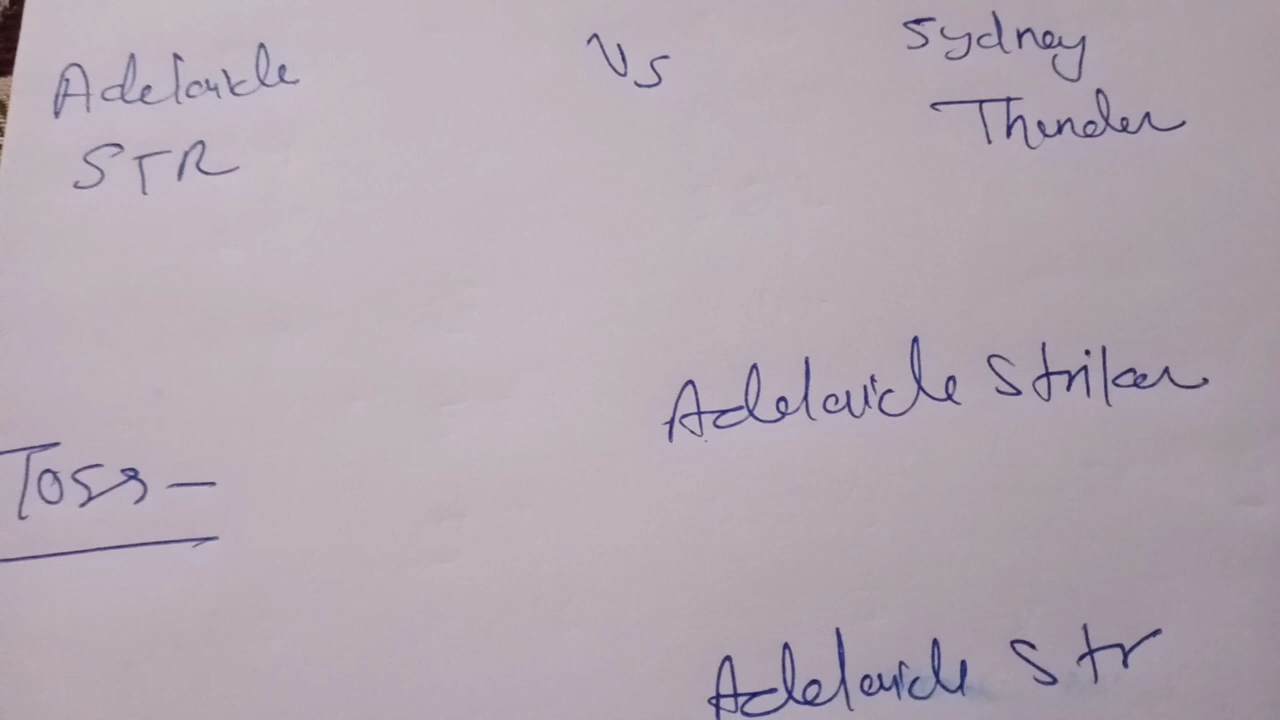 Adelaide Vs Sydney
STR Thunder
Adelaide Striker
Toss-
Adelaide Str